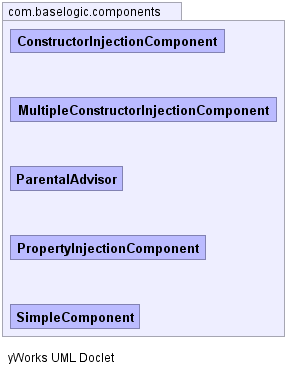 com.baselogic.components
ConstructorInjectionComponent
MultipleConstructorInjectionComponent
ParentalAdvisor
PropertyInjectionComponent
SimpleComponent
yWorks UML Doclet